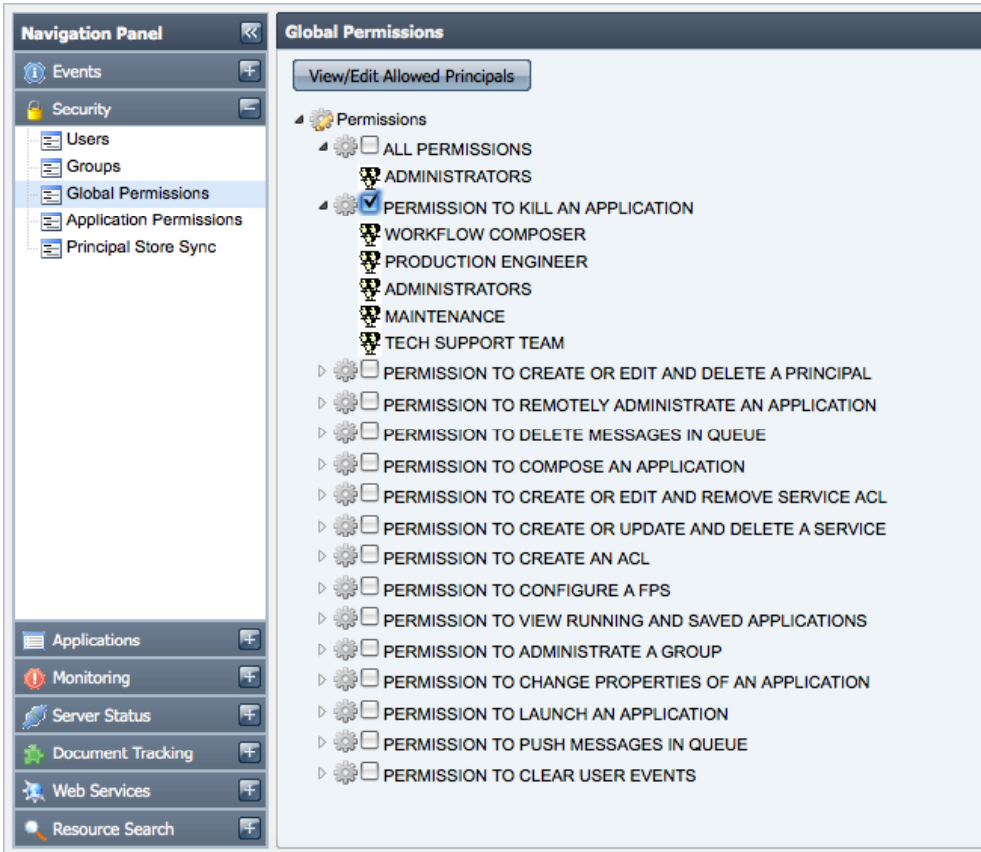 Navigation Panel
Events
Security
Users
Groups
Global Permissions
Application Permissions
Principal Store Sync
Applications
Monitoring
Server Status
Document Tracking
Web Services
Resource Search
Global Permissions
View/Edit Allowed Principals
Permissions
ALL PERMISSIONS
ADMINISTRATORS
PERMISSION TO KILL AN APPLICATION
WORKFLOW COMPOSER
PRODUCTION ENGINEER
ADMINISTRATORS
MAINTENANCE
TECH SUPPORT TEAM
PERMISSION TO CREATE OR EDIT AND DELETE A PRINCIPAL
PERMISSION TO REMOTELY ADMINISTRATE AN APPLICATION
PERMISSION TO DELETE MESSAGES IN QUEUE
PERMISSION TO COMPOSE AN APPLICATION
PERMISSION TO CREATE OR EDIT AND REMOVE SERVICE ACL
PERMISSION TO CREATE OR UPDATE AND DELETE A SERVICE
PERMISSION TO CREATE AN ACL
PERMISSION TO CONFIGURE A FPS
PERMISSION TO VIEW RUNNING AND SAVED APPLICATIONS
PERMISSION TO ADMINISTRATE A GROUP
PERMISSION TO CHANGE PROPERTIES OF AN APPLICATION
PERMISSION TO LAUNCH AN APPLICATION
PERMISSION TO PUSH MESSAGES IN QUEUE
PERMISSION TO CLEAR USER EVENTS